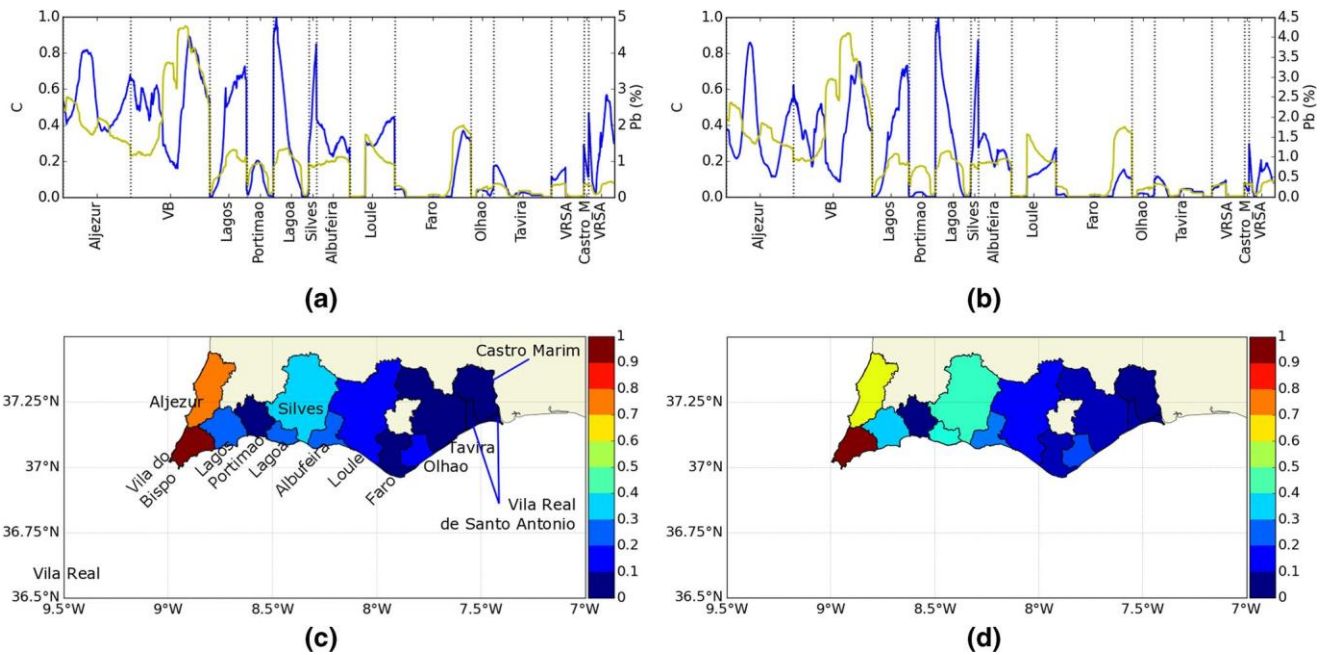 C
1.0
0.8
0.6
0.4
0.2
0.0
5
4
3
2
1
0
Pb (%)
Aljezur
VB
Lagos
Portimao
Lagoa
Silves
Albufeira
Loule
Faro
Olhao
Tavira
VRSA
Castro_M
VRSA
(a)
C
1.0
0.8
0.6
0.4
0.2
0.0
4.5
4.0
3.5
3.0
2.5
2.0
1.5
1.0
0.5
0.0
Pb (%)
Aljezur
VB
Lagos
Portimao
Lagoa
Silves
Albufeira
Loule
Faro
Olhao
Tavira
VRSA
Castro_M
VRSA
(b)
37.25°N
37°N
36.75°N
36.5°N
9.5°W
9°W
8.5°W
8°W
7.5°W
7°W
Castro Marim
Aljezur
Silves
Vila do
Bispo
Lagos
Portimao
Lagoa
Albufeira
Loule
Faro
Olhao
Tavira
Vila Real
de Santo Antonio
Vila Real
1
0.9
0.8
0.7
0.6
0.5
0.4
0.3
0.2
0.1
0
(c)
37.25°N
37°N
36.75°N
36.5°N
9.5°W
9°W
8.5°W
8°W
7.5°W
7°W
1
0.9
0.8
0.7
0.6
0.5
0.4
0.3
0.2
0.1
0
(d)